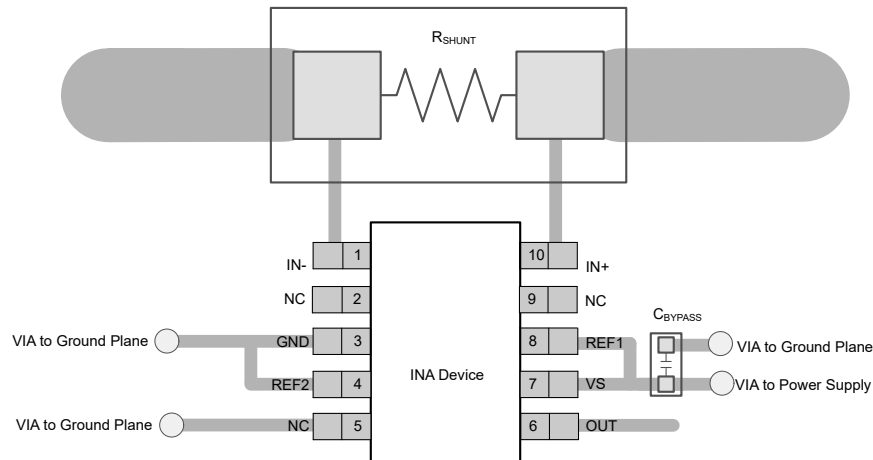 RSHUNT
1 10
IN- IN+
NC 2 9 NC
CBYPASS
VIA to Ground Plane GND 3 8 REF1 VIA to Ground Plane
INA Device
REF2 4 7 VS VIA to Power Supply
VIA to Ground Plane NC 5 6 OUT